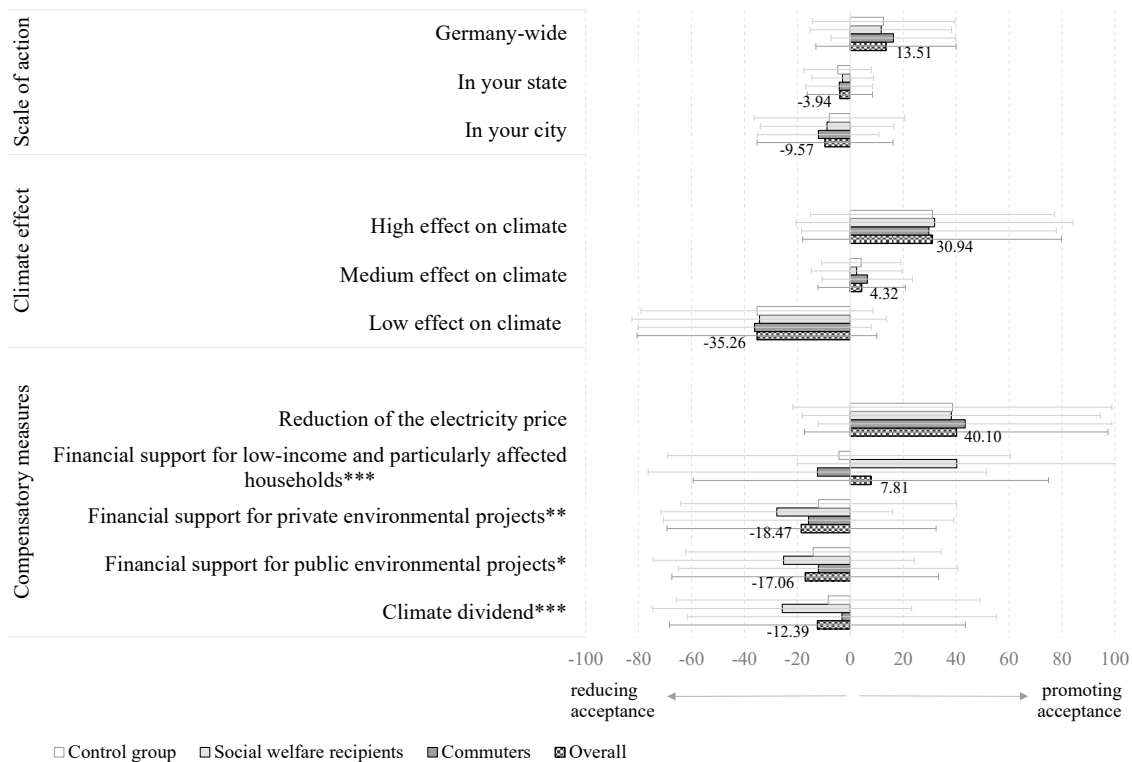 Scale of action
Germany-wide
13.51
In your state
-3.94
In your city
-9.57
Climate effect
High effect on climate
30.94
Medium effect on climate
4.32
Low effect on climate
-35.26
Compensatory measures
Reduction of the electricity price
40.10
Financial support for low-income and particularly affected
households***
7.81
Financial support for private environmental projects**
-18.47
Financial support for public environmental projects*
-17.06
Climate dividend***
-12.39
-100 -80 -60 -40 -20 0 20 40 60 80 100
reducing
acceptance
promoting
acceptance
Control group Social welfare recipients Commuters Overall